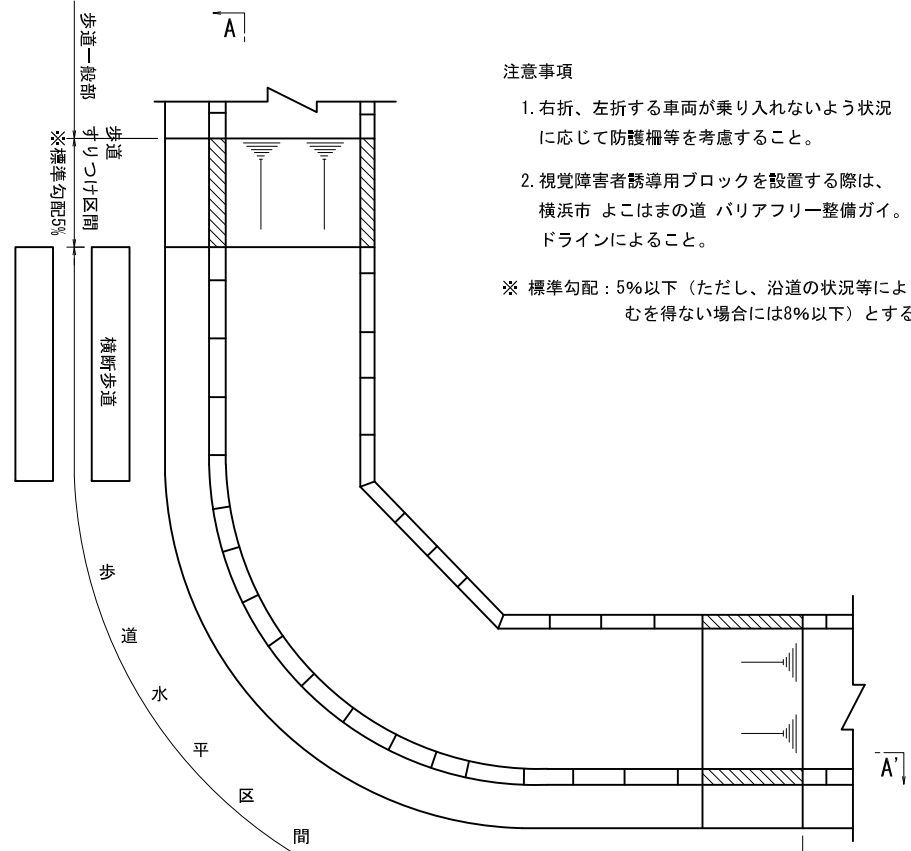 A
歩道一般部
歩道
すりつけ区間
※標準勾配5%
注意事項
1. 右折、左折する車両が乗り入れないよう状況
に応じて防護柵等を考慮すること。
2. 視覚障害者誘導用ブロックを設置する際は、
横浜市 よこはまの道 バリアフリー整備ガイ。
ドラインによること。
※ 標準勾配：5%以下（ただし、沿道の状況等によ
むを得ない場合には8%以下）とする
横断歩道
歩道水平区間
A'